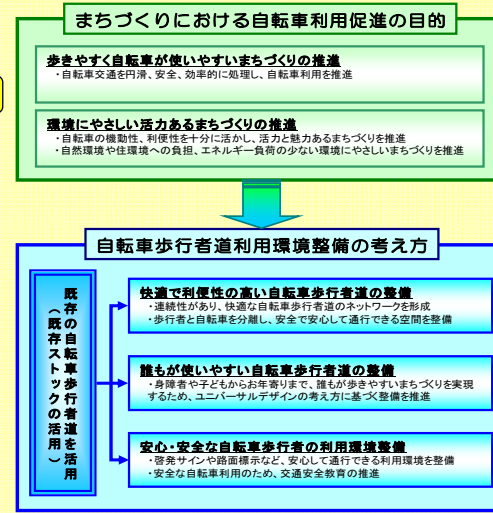 まちづくりにおける自転車利用促進の目的
歩きやすく自転車が使いやすいまちづくりの推進
・自転車交通を円滑、安全、効率的に処理し、自転車利用を推進
環境にやさしい活力あるまちづくりの推進
・自転車の機動性、利便性を十分に活かし、活力と魅力あるまちづくりを推進
・自然環境や住環境への負担、エネルギー負荷の少ない環境にやさしいまちづくりを推進
自転車歩行者道利用環境整備の考え方
既存の自転車歩行者道を活用
(既存ストックの活用)
快適で利便性の高い自転車歩行者道の整備
・連続性があり、快適な自転車歩行者道のネットワークを形成
・歩行者と自転車を分離し、安全で安心して通行できる空間を整備
誰もが使いやすい自転車歩行者道の整備
・身障者や子どもからお年寄りまで、誰もが歩きやすいまちづくりを実現
するため、ユニバーサルデザインの考え方に基づく整備を推進
安心・安全な自転車歩行者の利用環境整備
・啓発サインや路面標示など、安心して通行できる利用環境を整備
・安全な自転車利用のため、交通安全教育の推進